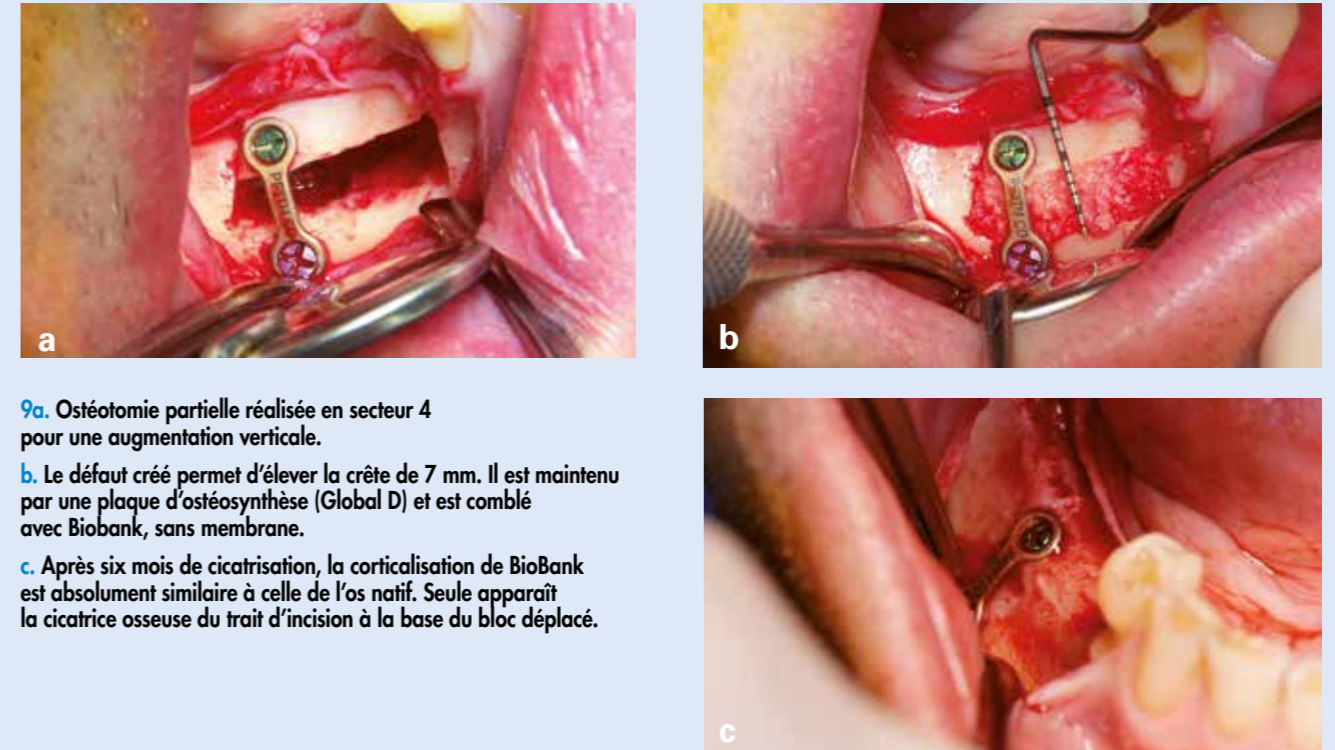 a
b
9a. Ostéotomie partielle réalisée en secteur 4
pour une augmentation verticale.
b. Le défaut créé permet d'élever la crête de 7 mm. Il est maintenu
par une plaque d'ostéosynthèse (Global D) et est comblé
avec Biobank, sans membrane.
c. Après six mois de cicatrisation, la corticalisation de BioBank
est absolument similaire à celle de l'os natif. Seule apparaît
la cicatrice osseuse du trait d'incision à la base du bloc déplacé.
c